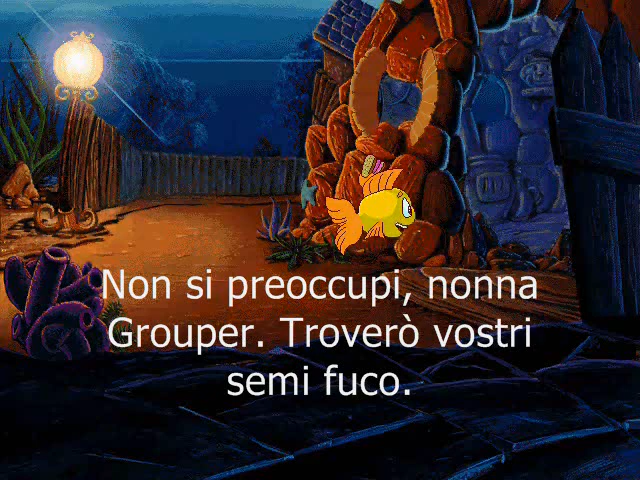 Non si preoccupi, nonna
Grouper. Troverò vostri
semi fuco.